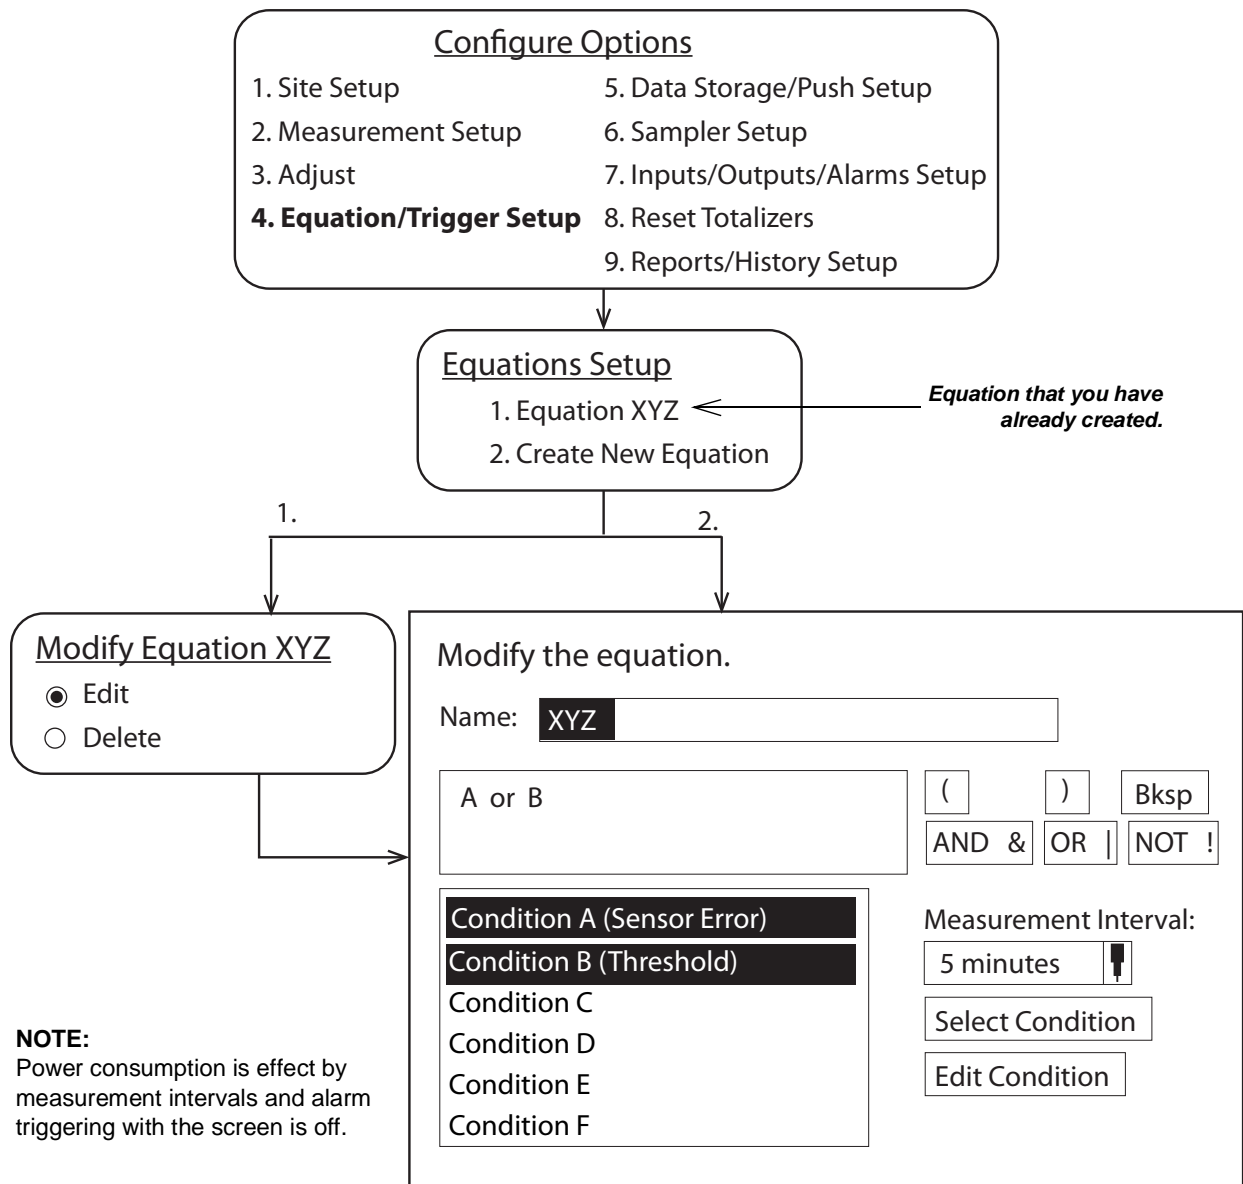 Configure Options
1. Site Setup
2. Measurement Setup
3. Adjust
4. Equation/Trigger Setup
5. Data Storage/Push Setup
6. Sampler Setup
7. Inputs/Outputs/Alarms Setup
8. Reset Totalizers
9. Reports/History Setup
Equations Setup
1. Equation XYZ
2. Create New Equation
Equation that you have
already created.
1.
2.
Modify Equation XYZ
Edit
Delete
Modify the equation.
Name: XYZ
A or B
( ) Bksp
AND & OR | NOT !
Condition A (Sensor Error)
Condition B (Threshold)
Condition C
Condition D
Condition E
Condition F
Measurement Interval:
5 minutes
Select Condition
Edit Condition
NOTE:
Power consumption is effect by
measurement intervals and alarm
triggering with the screen is off.